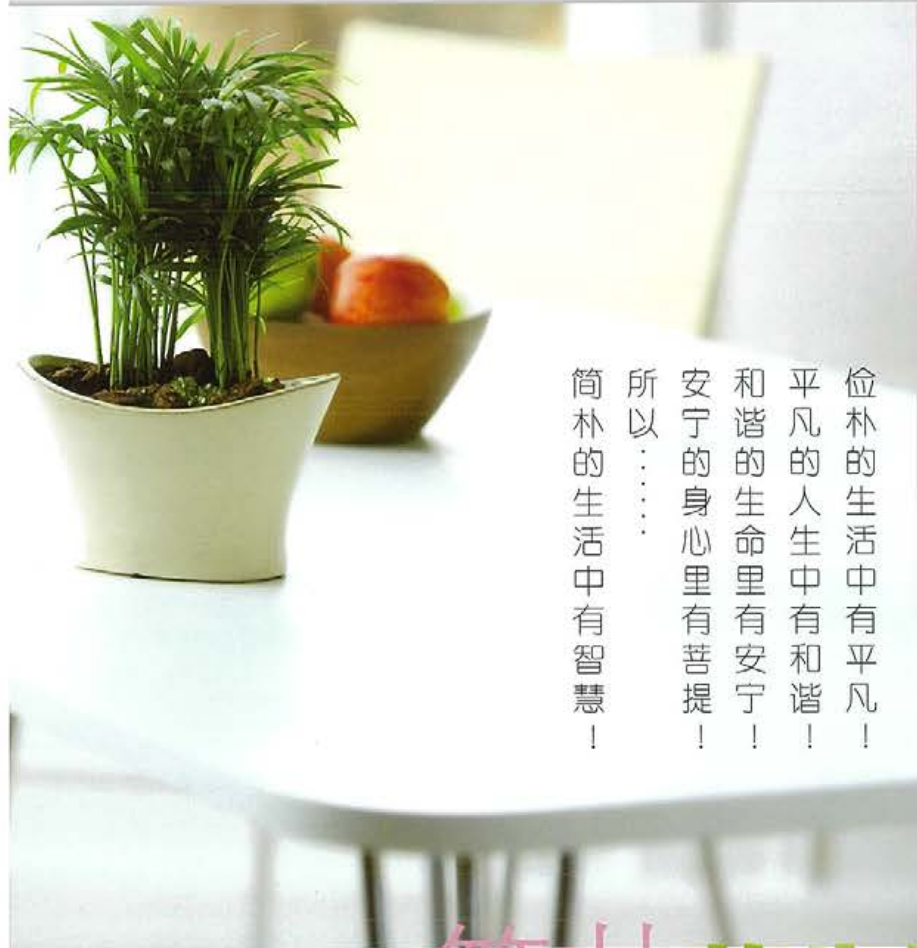 俭朴的生活中有平凡！
平凡的人生中有和谐！
和谐的生命里有安宁！
安宁的身心里有菩提！
所以……
简朴的生活中有智慧！